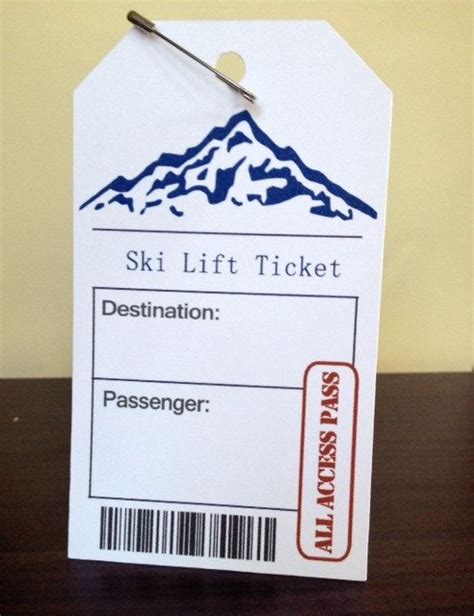 Ski Lift Ticket
Destination:
Passenger:
ALL ACCESS PASS